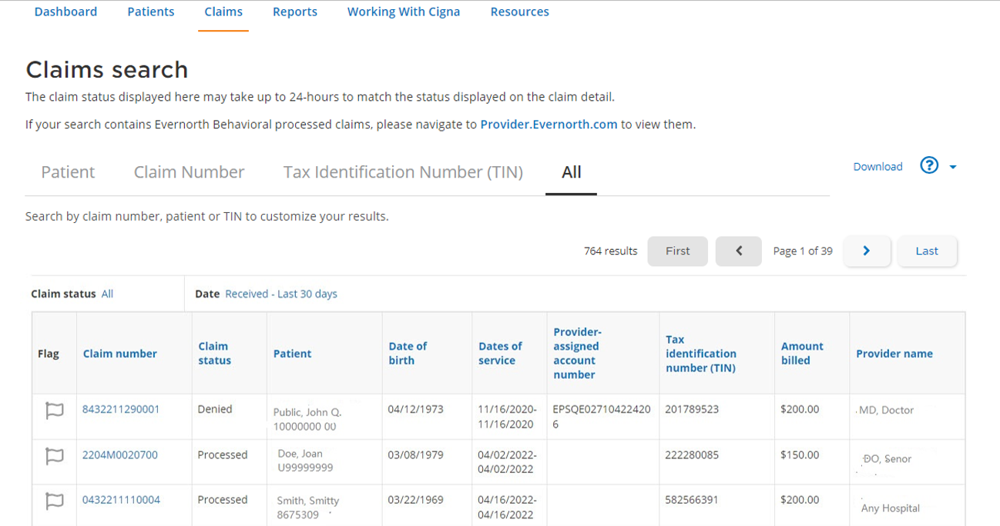 Dashboard Patients Claims Reports Working With Cigna Resources
Claims search
The claim status displayed here may take up to 24-hours to match the status displayed on the claim detail.
If your search contains Evernorth Behavioral processed claims, please navigate to Provider.Evernorth.com to view them.
Patient Claim Number Tax Identification Number (TIN) All
Download ?
Search by claim number, patient or TIN to customize your results.
764 results First Page 1 of 39 Last
Claim status All Date Received - Last 30 days
Flag
Claim number
Claim
status
Patient
Date of
birth
Dates of
service
Provider-
assigned
account
number
Tax
identification
number (TIN)
Amount
billed
Provider name
8432211290001
Denied
Public, John Q.
10000000 00
04/12/1973
11/16/2020-
11/16/2020
EPSQE02710422420
6
201789523
$200.00
MD, Doctor
2204M0020700
Processed
Doe, Joan
U99999999
03/08/1979
04/02/2022-
04/02/2022
222280085
$150.00
DO, Senor
0432211110004
Processed
Smith, Smitty
8675309
03/22/1969
04/16/2022-
04/16/2022
582566391
$200.00
Any Hospital